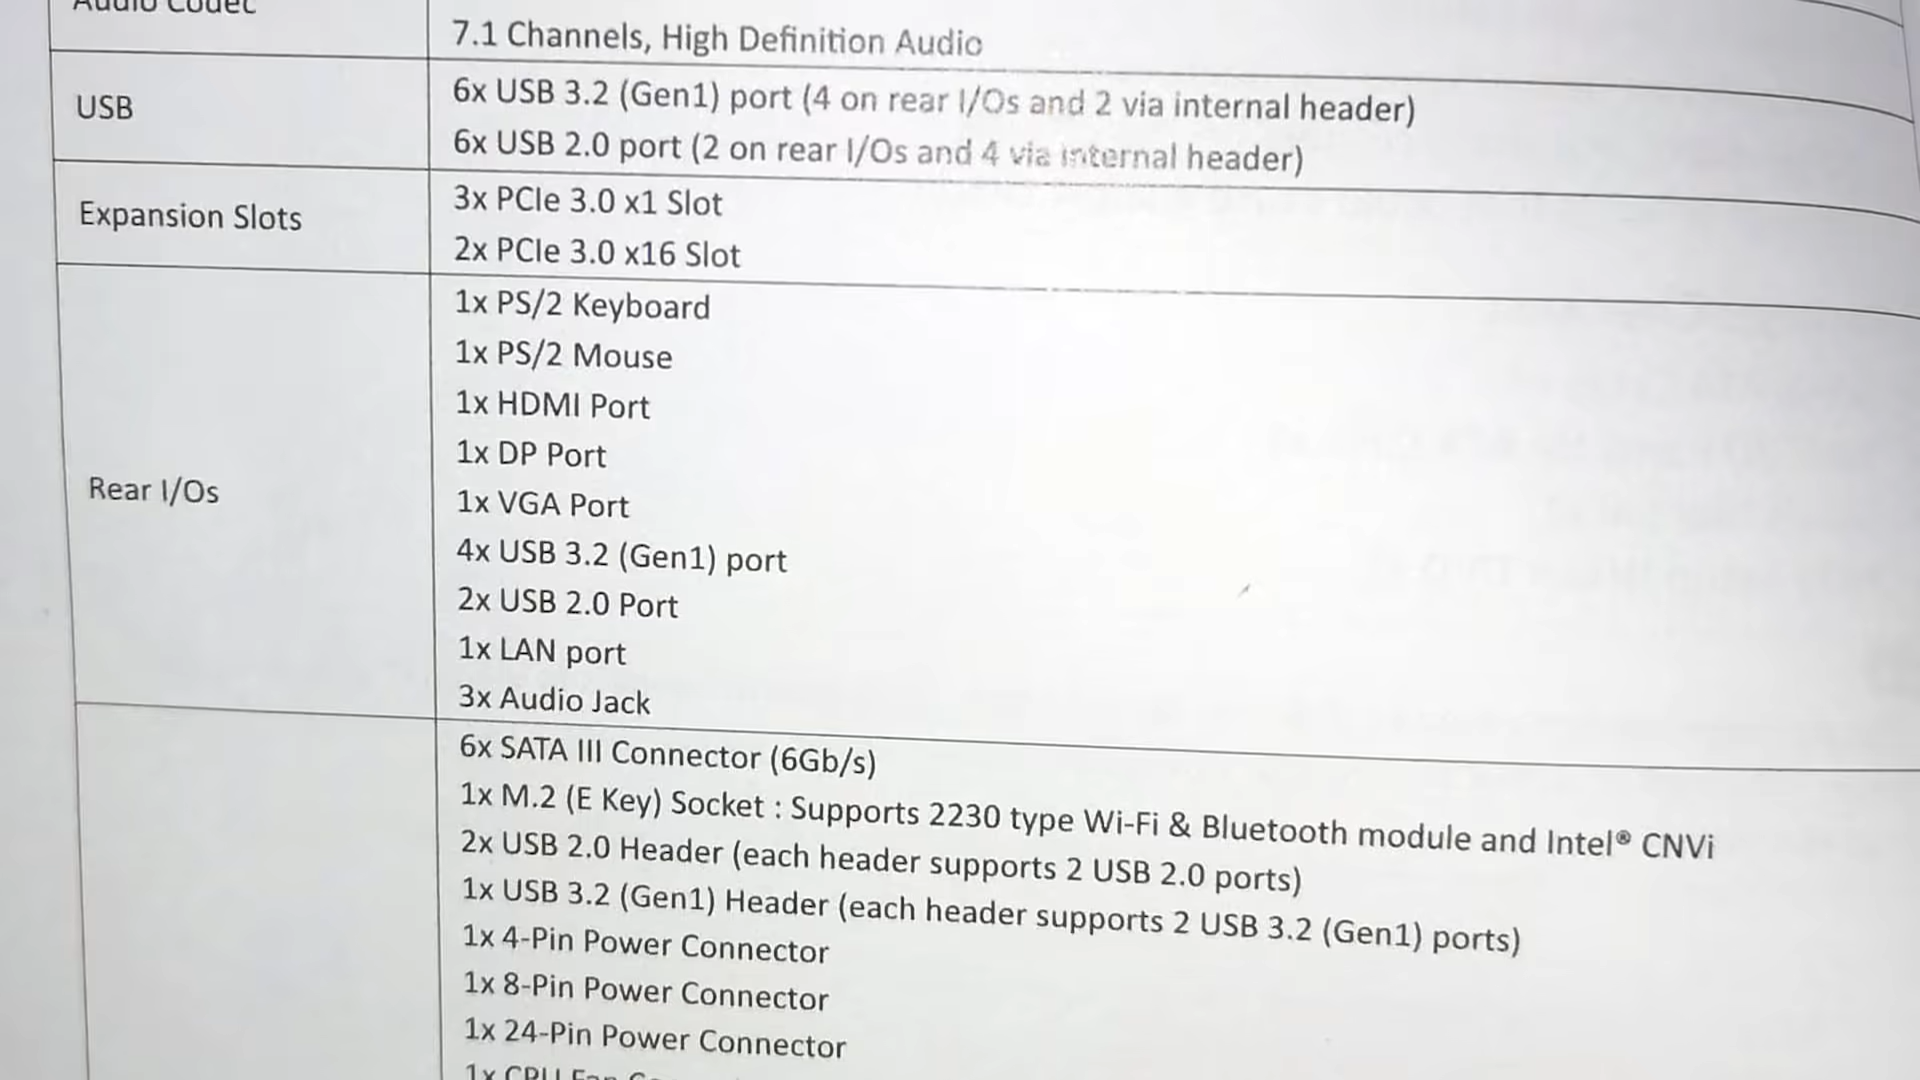 Audio Codec
7.1 Channels, High Definition Audio
USB
6x USB 3.2 (Gen1) port (4 on rear I/Os and 2 via internal header)
6x USB 2.0 port (2 on rear I/Os and 4 via internal header)
Expansion Slots
3x PCIe 3.0 x1 Slot
2x PCIe 3.0 x16 Slot
Rear I/Os
1x PS/2 Keyboard
1x PS/2 Mouse
1x HDMI Port
1x DP Port
1x VGA Port
4x USB 3.2 (Gen1) port
2x USB 2.0 Port
1x LAN port
3x Audio Jack
6x SATA III Connector (6Gb/s)
1x M.2 (E Key) Socket : Supports 2230 type Wi-Fi & Bluetooth module and Intel® CNVi
2x USB 2.0 Header (each header supports 2 USB 2.0 ports)
1x USB 3.2 (Gen1) Header (each header supports 2 USB 3.2 (Gen1) ports)
1x 4-Pin Power Connector
1x 8-Pin Power Connector
1x 24-Pin Power Connector
1x CPU Fan